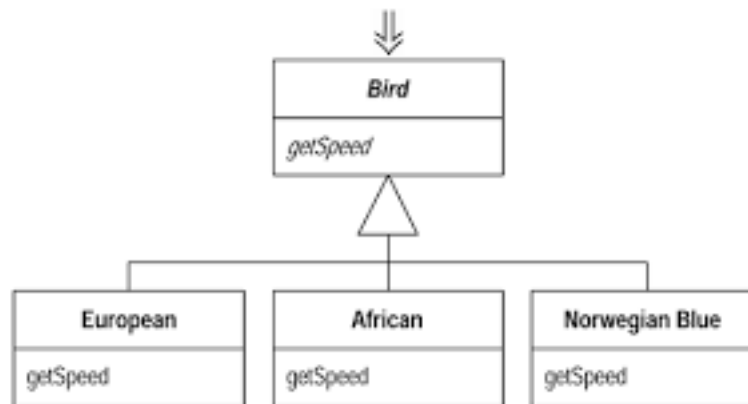 Bird
getSpeed
European
African
Norwegian Blue
getSpeed
getSpeed
getSpeed